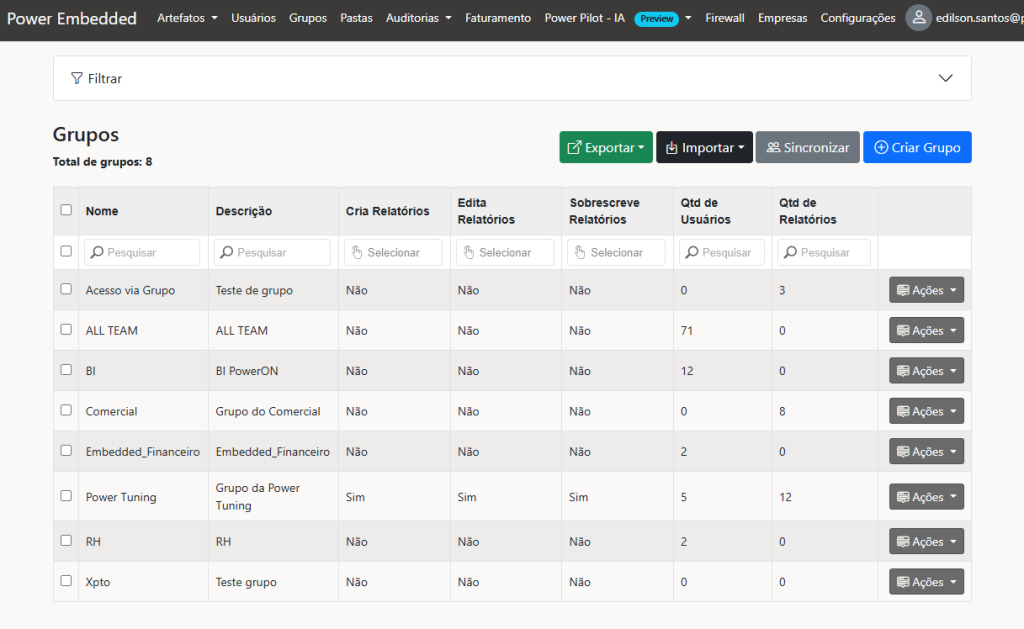 Power Embedded Artefatos Usuários Grupos Pastas Auditorias Faturamento Power Pilot - IA Preview Firewall Empresas Configurações edilson.santos@p
Filtrar
Grupos
Total de grupos: 8
Exportar Importar Sincronizar Criar Grupo
Nome Descrição Cria Relatórios Edita Relatórios Sobrescreve Relatórios Qtd de Usuários Qtd de Relatórios
Pesquisar Pesquisar Selecionar Selecionar Selecionar Pesquisar Pesquisar
Acesso via Grupo Teste de grupo Não Não Não 0 3 Ações
ALL TEAM ALL TEAM Não Não Não 71 0 Ações
BI BI PowerON Não Não Não 12 0 Ações
Comercial Grupo do Comercial Não Não Não 0 8 Ações
Embedded_Financeiro Embedded_Financeiro Não Não Não 2 0 Ações
Power Tuning Grupo da Power Tuning Sim Sim Sim 5 12 Ações
RH RH Não Não Não 2 0 Ações
Xpto Teste grupo Não Não Não 0 0 Ações